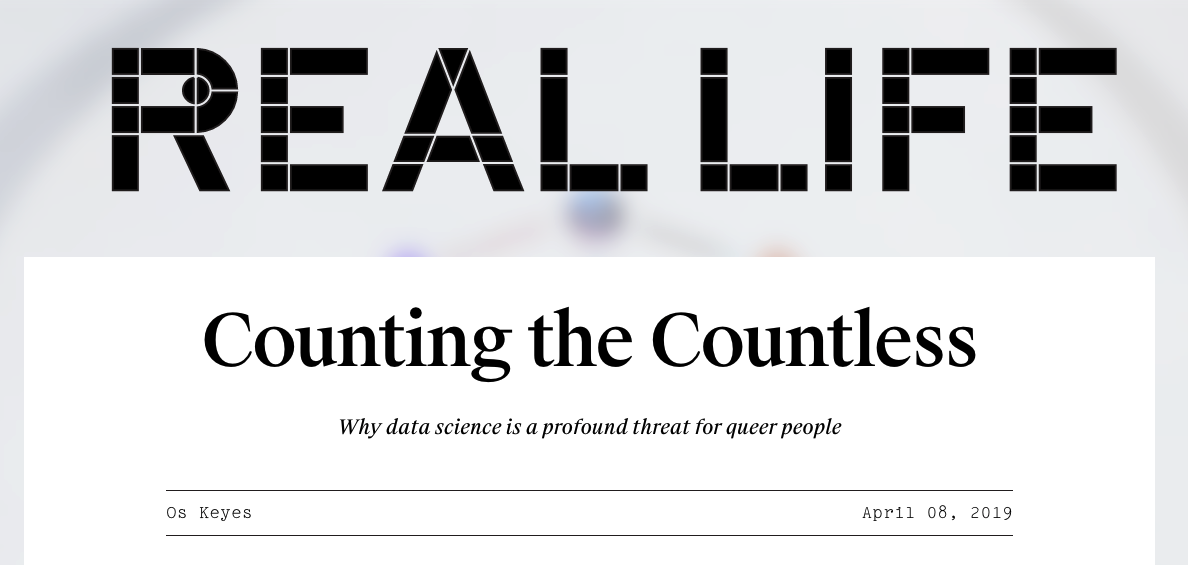 REAL LIFE
Counting the Countless
Why data science is a profound threat for queer people
Os Keyes April 08, 2019